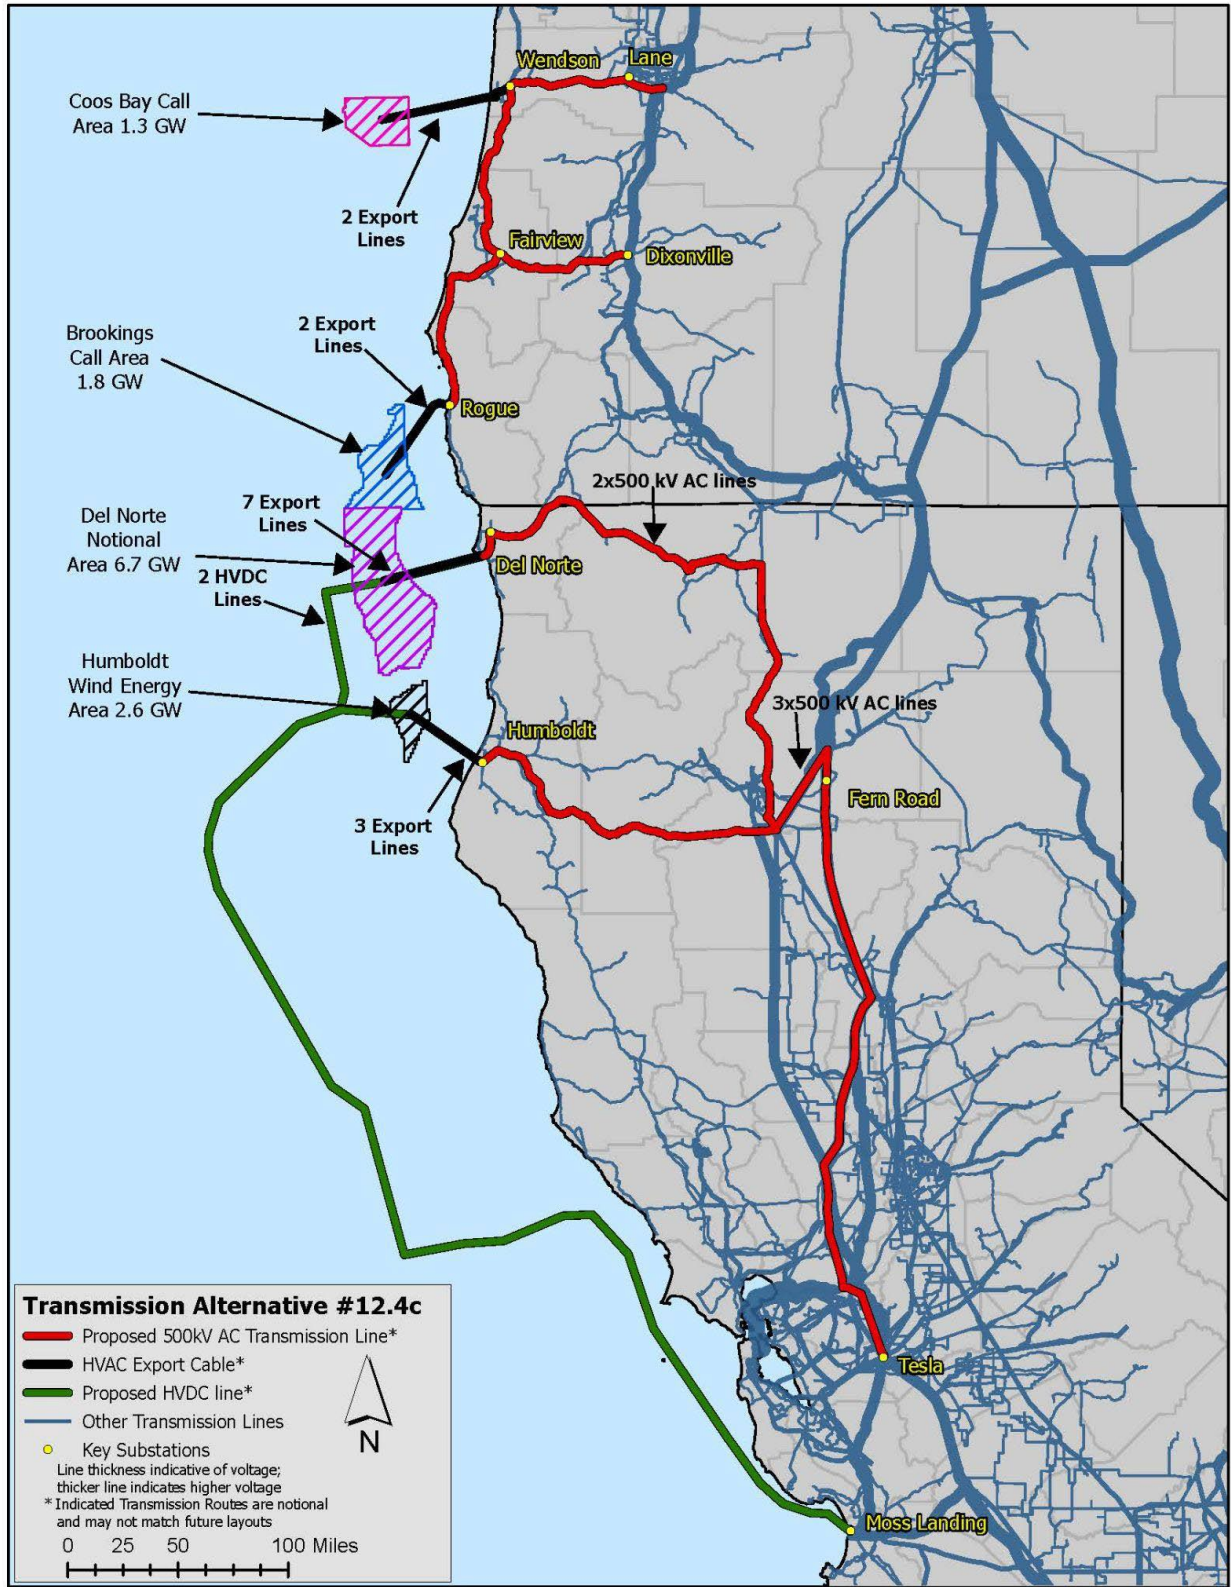 Wendson
Lane
Coos Bay Call
Area 1.3 GW
2 Export
Lines
Fairview
Dixonville
Brookings
Call Area
1.8 GW
2 Export
Lines
Rogue
7 Export
Lines
2x500 kV AC lines
Del Norte
Notional
Area 6.7 GW
2 HVDC
Lines
Del Norte
Humboldt
Wind Energy
Area 2.6 GW
3x500 kV AC lines
Humboldt
Fern Road
3 Export
Lines
Transmission Alternative #12.4c
Proposed 500kV AC Transmission Line*
HVAC Export Cable*
Proposed HVDC line*
Other Transmission Lines
Key Substations
Line thickness indicative of voltage;
thicker line indicates higher voltage
* Indicated Transmission Routes are notional
and may not match future layouts
0 25 50 100 Miles
N
Tesla
Moss Landing